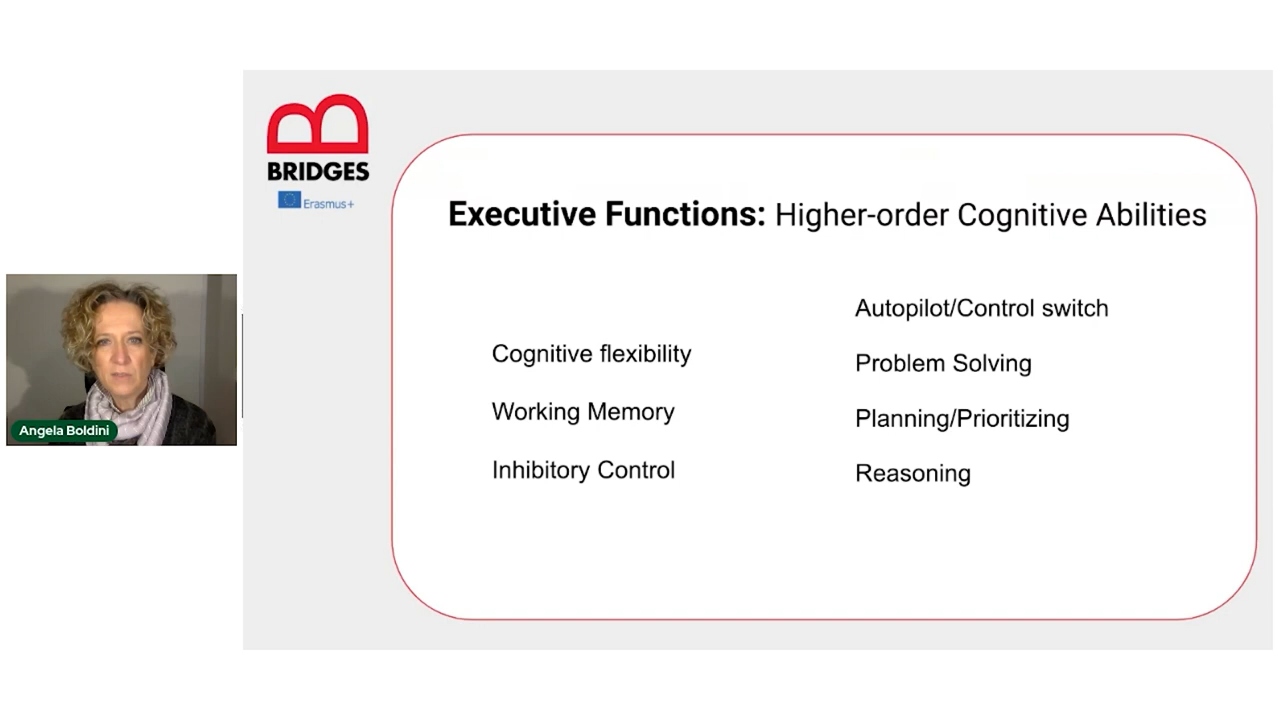 BRIDGES
Erasmus+
Executive Functions: Higher-order Cognitive Abilities
Cognitive flexibility
Working Memory
Inhibitory Control
Autopilot/Control switch
Problem Solving
Planning/Prioritizing
Reasoning
Angela Boldini